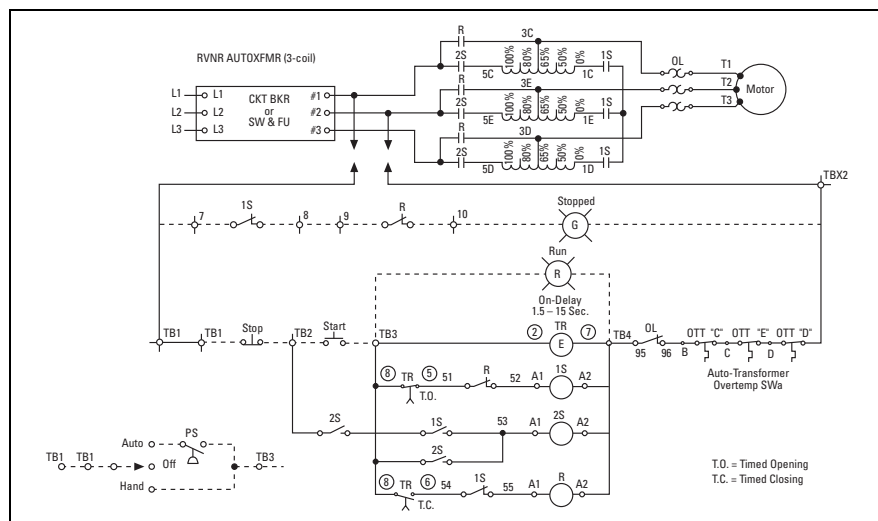 RVNR AUTOXFMR (3-coil)
L1 L1
L2 L2
L3 L3
CKT BKR
or
SW & FU
#1
#2
#3
R 3C
2S 100% 80% 65% 50% 0% 1S
5C 1C
R 3E
2S 100% 80% 65% 50% 0% 1S
5E 1E
R 3D
2S 100% 80% 65% 50% 0% 1S
5D 1D
OL
T1
T2
T3
Motor
TBX2
7 1S 8 9 R 10
Stopped
G
Run
R
On-Delay
1.5 – 15 Sec.
TB1 TB1 Stop TB2 Start TB3 2 TR 7 TB4 OL OTT "C" OTT "E" OTT "D"
E
95 96 B C D
Auto-Transformer
Overtemp SWa
8 TR 5 51 R 52 A1 1S A2
T.O.
2S 1S 53 A1 2S A2
2S
8 TR 6 54 1S 55 A1 R A2
T.C.
Auto PS
TB1 TB1 Off TB3
Hand
T.O. = Timed Opening
T.C. = Timed Closing